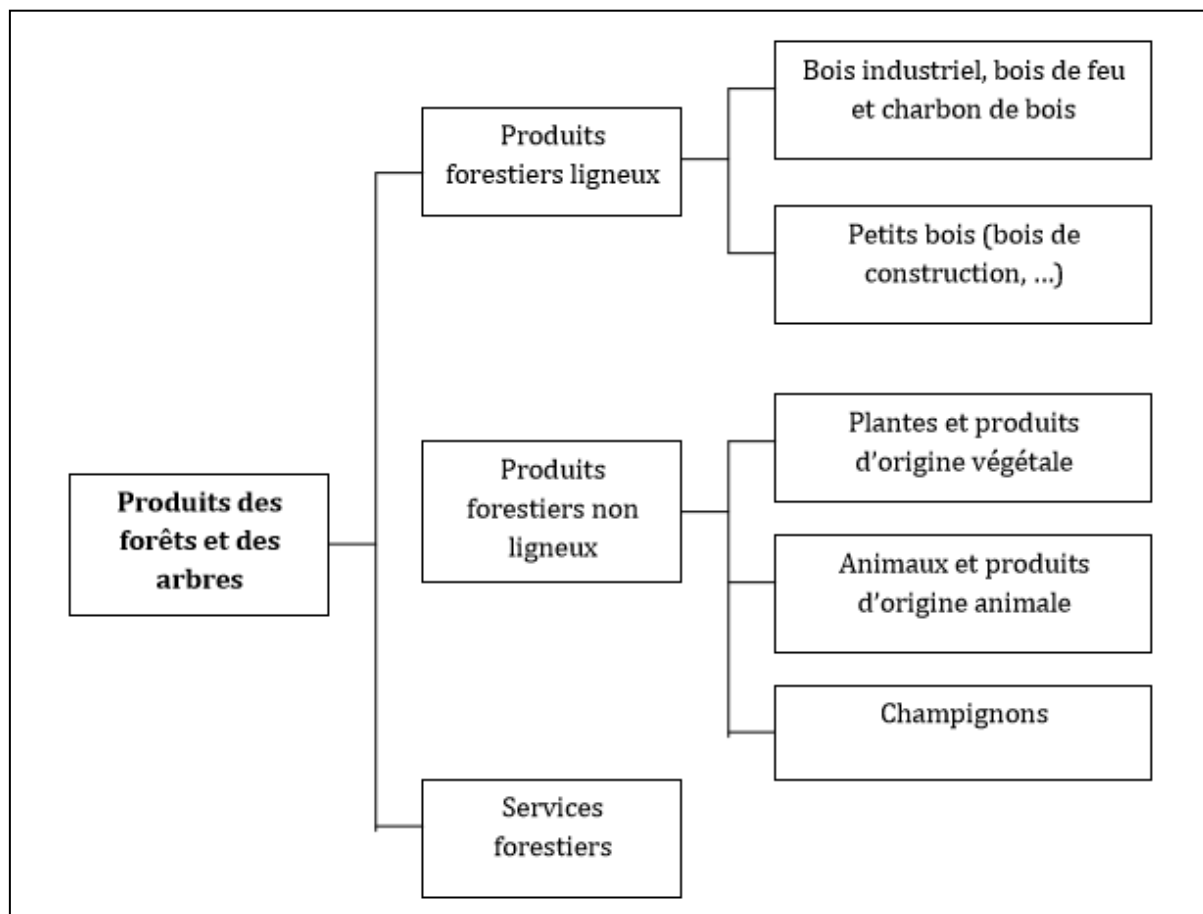 Bois industriel, bois de feu
et charbon de bois
Produits
forestiers ligneux
Petits bois (bois de
construction, ...)
Plantes et produits
d'origine végétale
Produits
forestiers non
ligneux
Produits des
forêts et des
arbres
Animaux et produits
d'origine animale
Champignons
Services
forestiers